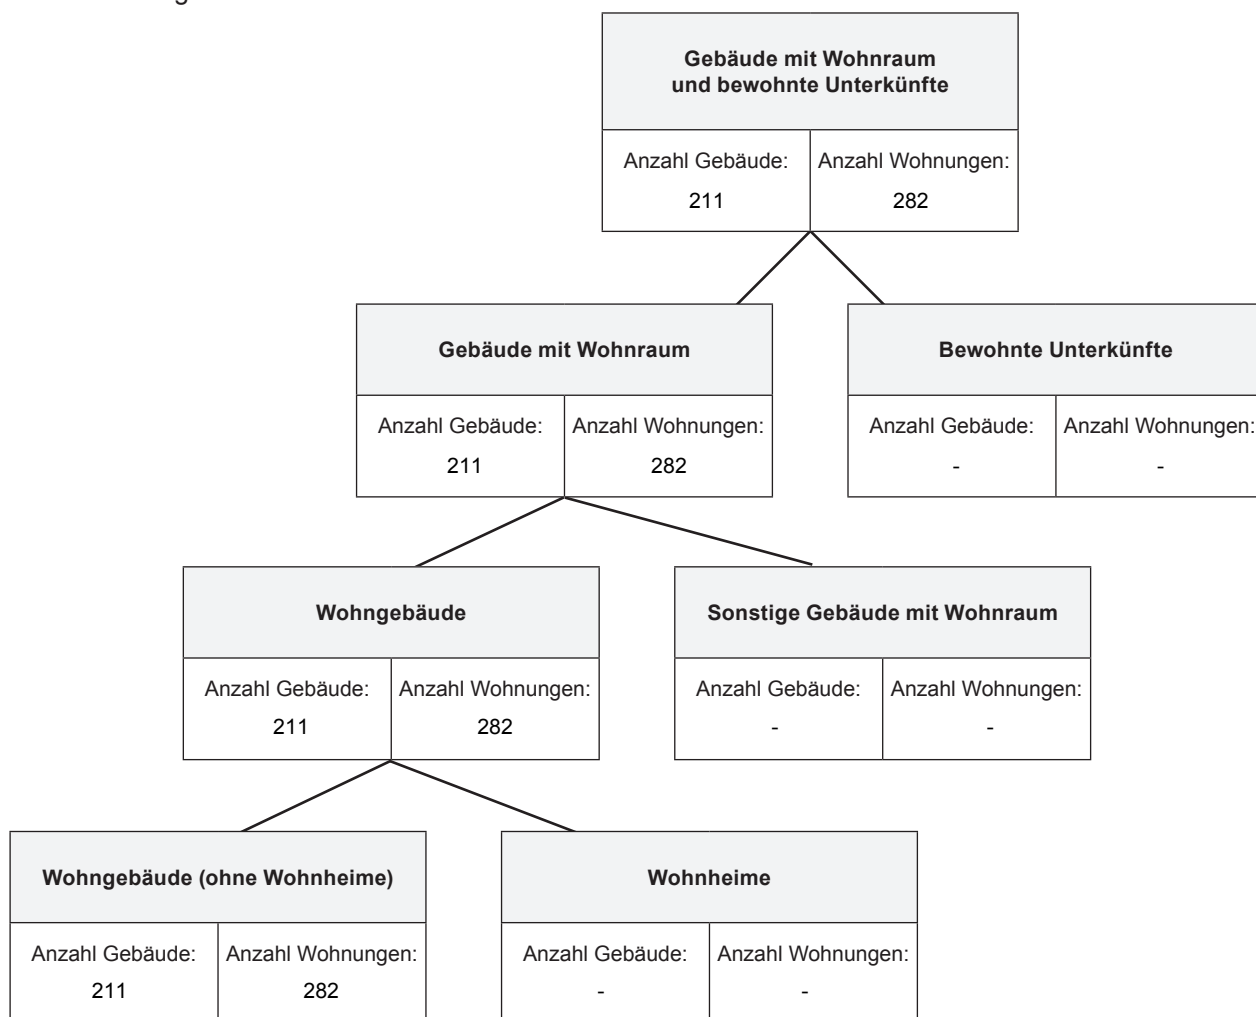 Gebäude mit Wohnraum
und bewohnte Unterkünfte
Anzahl Gebäude: Anzahl Wohnungen:
211 282
Gebäude mit Wohnraum
Anzahl Gebäude: Anzahl Wohnungen:
211 282
Bewohnte Unterkünfte
Anzahl Gebäude: Anzahl Wohnungen:
- -
Wohngebäude
Anzahl Gebäude: Anzahl Wohnungen:
211 282
Sonstige Gebäude mit Wohnraum
Anzahl Gebäude: Anzahl Wohnungen:
- -
Wohngebäude (ohne Wohnheime)
Anzahl Gebäude: Anzahl Wohnungen:
211 282
Wohnheime
Anzahl Gebäude: Anzahl Wohnungen:
- -